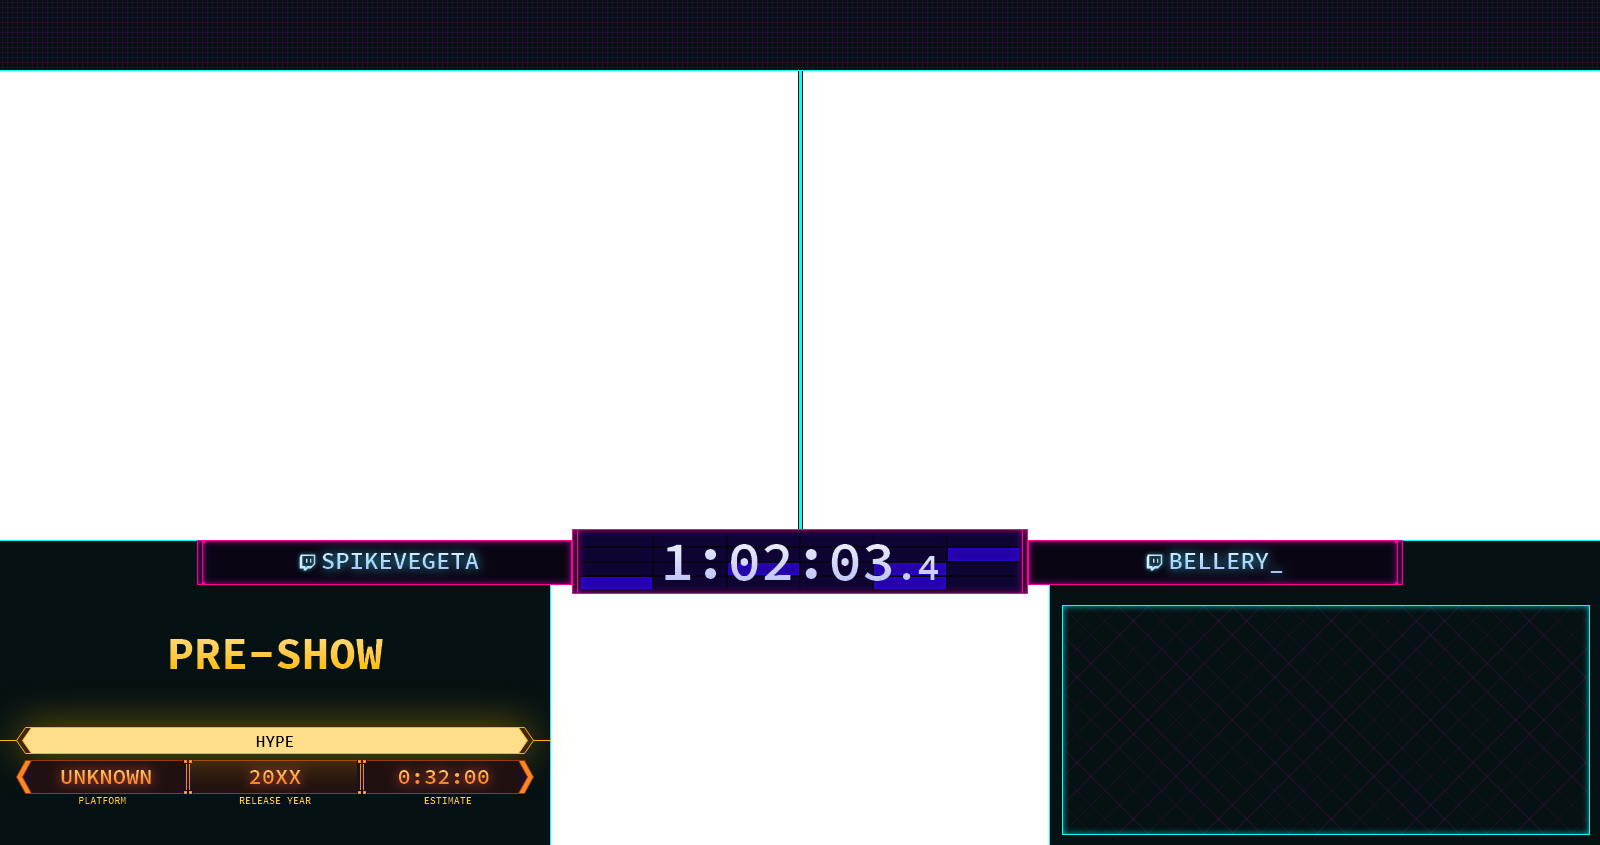 SPIKEVEGETA
1:02:03.4
BELLERY_
PRE-SHOW
HYPE
UNKNOWN 20XX 0:32:00
PLATFORM RELEASE YEAR ESTIMATE